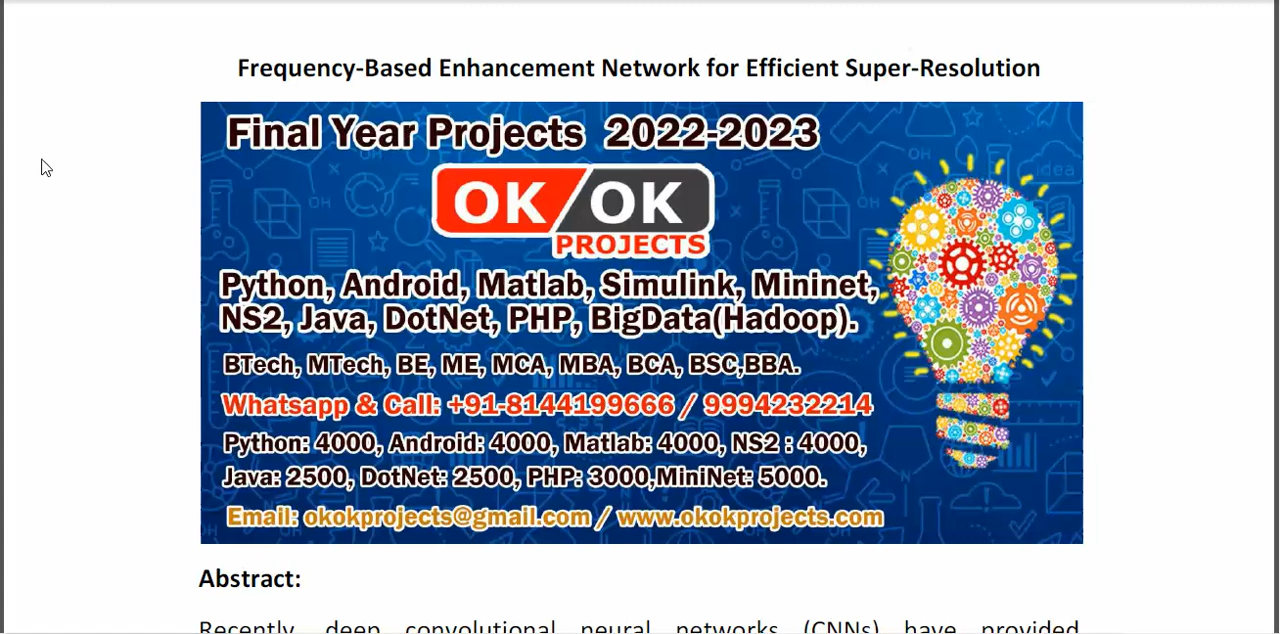 Frequency-Based Enhancement Network for Efficient Super-Resolution
Final Year Projects 2022-2023
OK/OK
PROJECTS
Python, Android, Matlab, Simulink, Mininet,
NS2, Java, DotNet, PHP, BigData(Hadoop).
BTech, MTech, BE, ME, MCA, MBA, BCA, BSC,BBA.
Whatsapp & Call: +91-8144199666 / 9994232214
Python: 4000, Android: 4000, Matlab: 4000, NS2 : 4000,
Java: 2500, DotNet: 2500, PHP: 3000,MiniNet: 5000.
Email: okokprojects@gmail.com / www.okokprojects.com
Abstract:
Recently, deep convolutional neural networks (CNNs) have provided